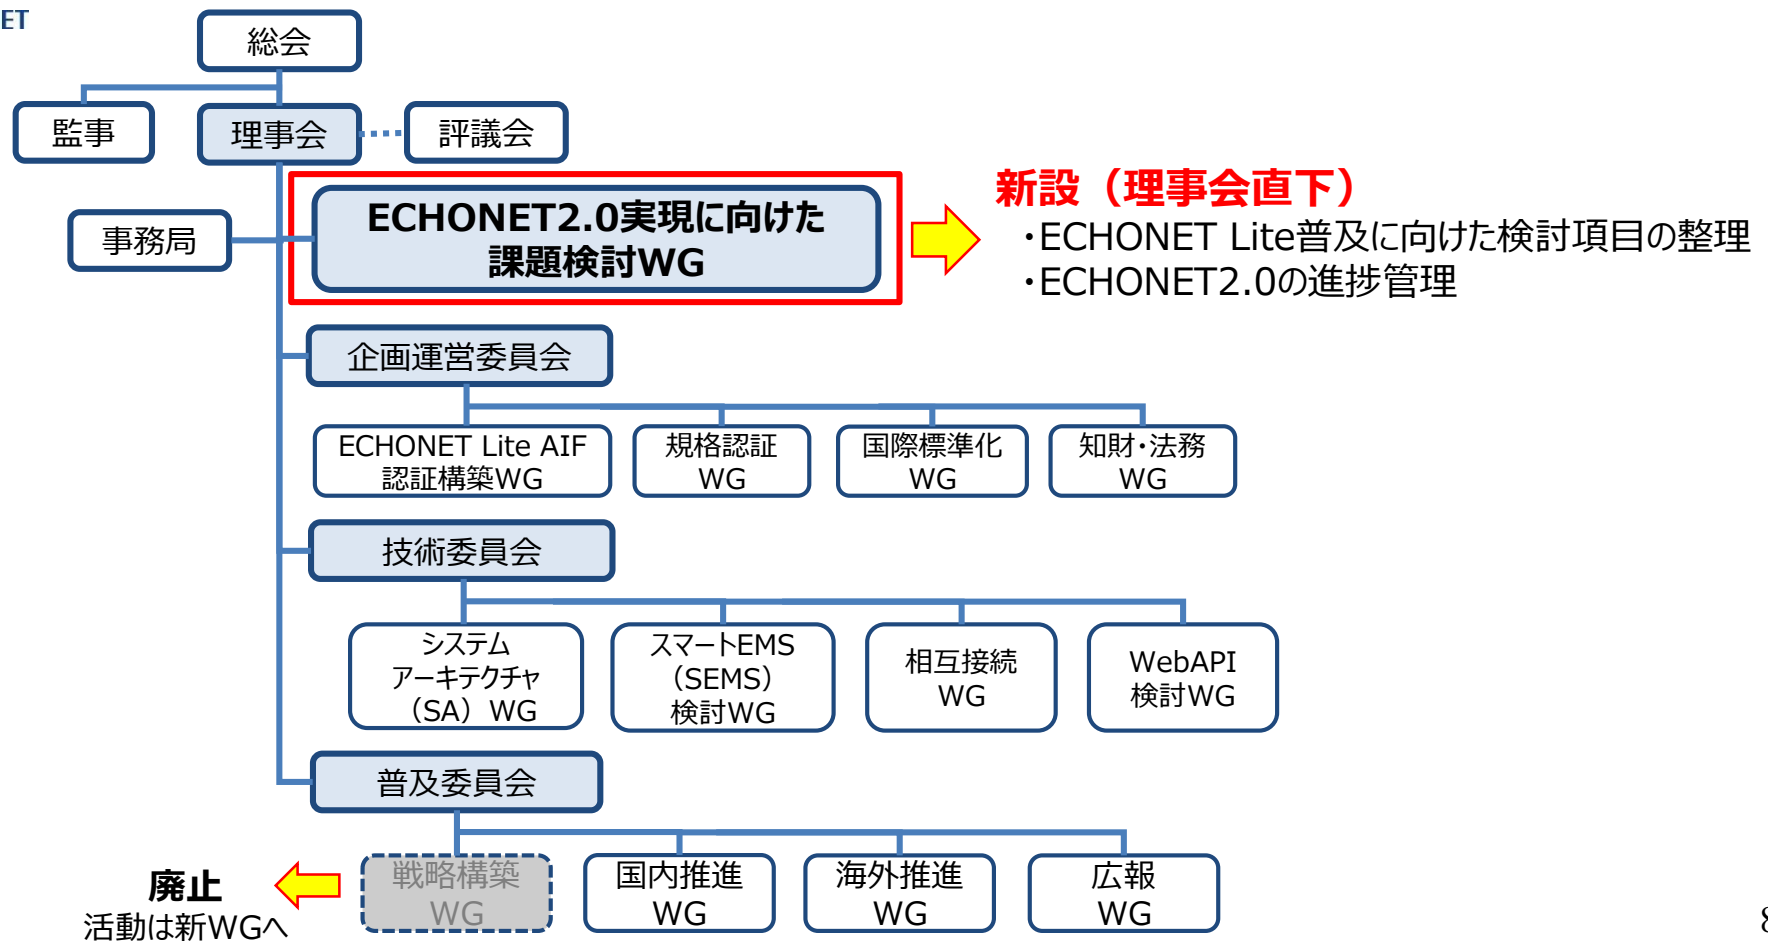 ET
総会
監事
理事会
評議会
事務局
ECHONET2.0実現に向けた
課題検討WG
新設（理事会直下）
・ECHONET Lite普及に向けた検討項目の整理
・ECHONET2.0の進捗管理
企画運営委員会
ECHONET Lite AIF
認証構築WG
規格認証
WG
国際標準化
WG
知財・法務
WG
技術委員会
システム
アーキテクチャ
（SA）WG
スマートEMS
（SEMS）
検討WG
相互接続
WG
WebAPI
検討WG
普及委員会
戦略構築
WG
国内推進
WG
海外推進
WG
広報
WG
廃止
活動は新WGへ
8